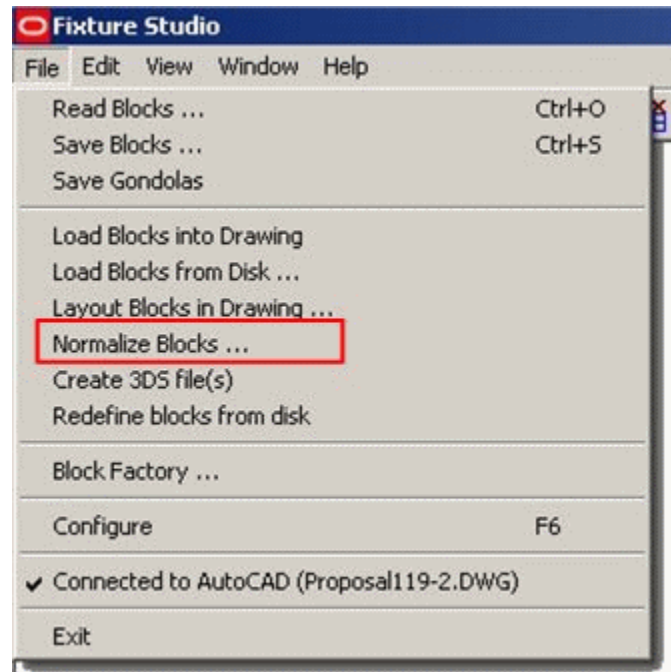 Fixture Studio
File Edit View Window Help
Read Blocks ... Ctrl+O
Save Blocks ... Ctrl+S
Save Gondolas
Load Blocks into Drawing
Load Blocks from Disk ...
Layout Blocks in Drawing ...
Normalize Blocks ...
Create 3DS file(s)
Redefine blocks from disk
Block Factory ...
Configure F6
Connected to AutoCAD (Proposal119-2.DWG)
Exit